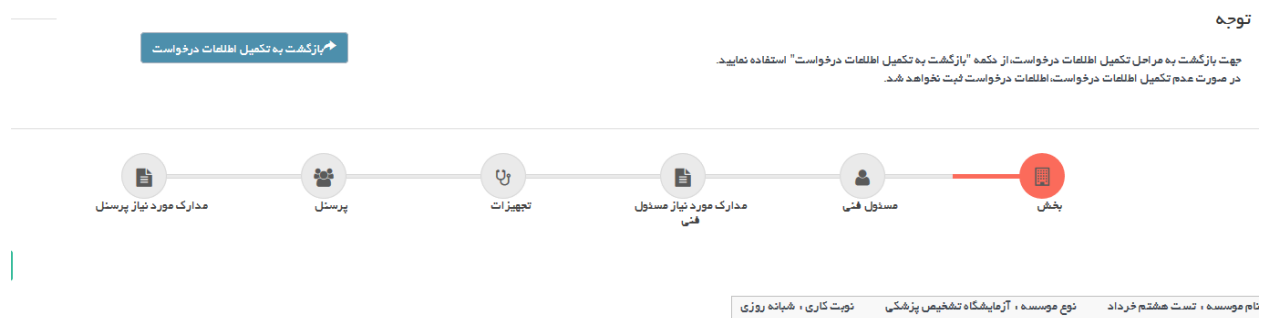 توجه
بازگشت به تکمیل اطلاعات درخواست
جهت بازگشت به مراحل تکمیل اطلاعات درخواست،از دکمه "بازگشت به تکمیل اطلاعات درخواست" استفاده نمایید.
در صورت عدم تکمیل اطلاعات درخواست،اطلاعات درخواست ثبت نخواهد شد.
بخش
مسئول فنی
مدارک مورد نیاز مسئول
فنی
تجهیزات
پرسنل
مدارک مورد نیاز پرسنل
نام موسسه : تست هشتم خرداد نوع موسسه : آزمایشگاه تشخیص پزشکی نوبت کاری : شبانه روزی